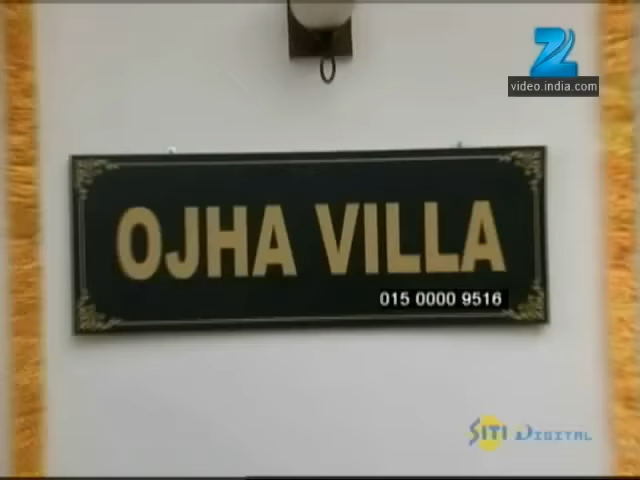 Z
video.india.com
OJHA VILLA
015 0000 9516
SITI DIGITAL